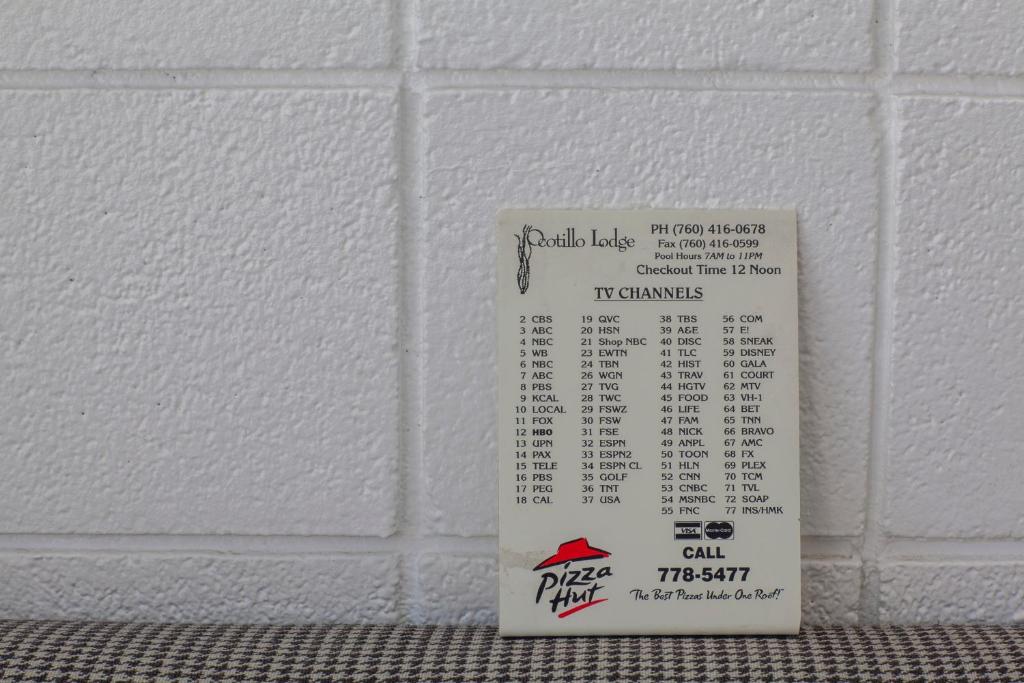 Ocotillo Lodge
PH (760) 416-0678
Fax (760) 416-0599
Pool Hours 7AM to 11PM
Checkout Time 12 Noon
TV CHANNELS
2 CBS
3 ABC
4 NBC
5 WB
6 NBC
7 ABC
8 PBS
9 KCAL
10 LOCAL
11 FOX
12 HBO
13 UPN
14 PAX
15 TELE
16 PBS
17 PEG
18 CAL
19 QVC
20 HSN
21 Shop NBC
23 EWTN
24 TBN
26 WGN
27 TVG
28 TWC
29 FSWZ
30 FSW
31 FSE
32 ESPN
33 ESPN2
34 ESPN CL
35 GOLF
36 TNT
37 USA
38 TBS
39 A&E
40 DISC
41 TLC
42 HIST
43 TRAV
44 HGTV
45 FOOD
46 LIFE
47 FAM
48 NICK
49 ANPL
50 TOON
51 HLN
52 CNN
53 CNBC
54 MSNBC
55 FNC
56 COM
57 E!
58 SNEAK
59 DISNEY
60 GALA
61 COURT
62 MTV
63 VH-1
64 BET
65 TNN
66 BRAVO
67 AMC
68 FX
69 PLEX
70 TCM
71 TVL
72 SOAP
77 INS/HMK
VISA MasterCard
Pizza
Hut
CALL
778-5477
"The Best Pizzas Under One Roof!"